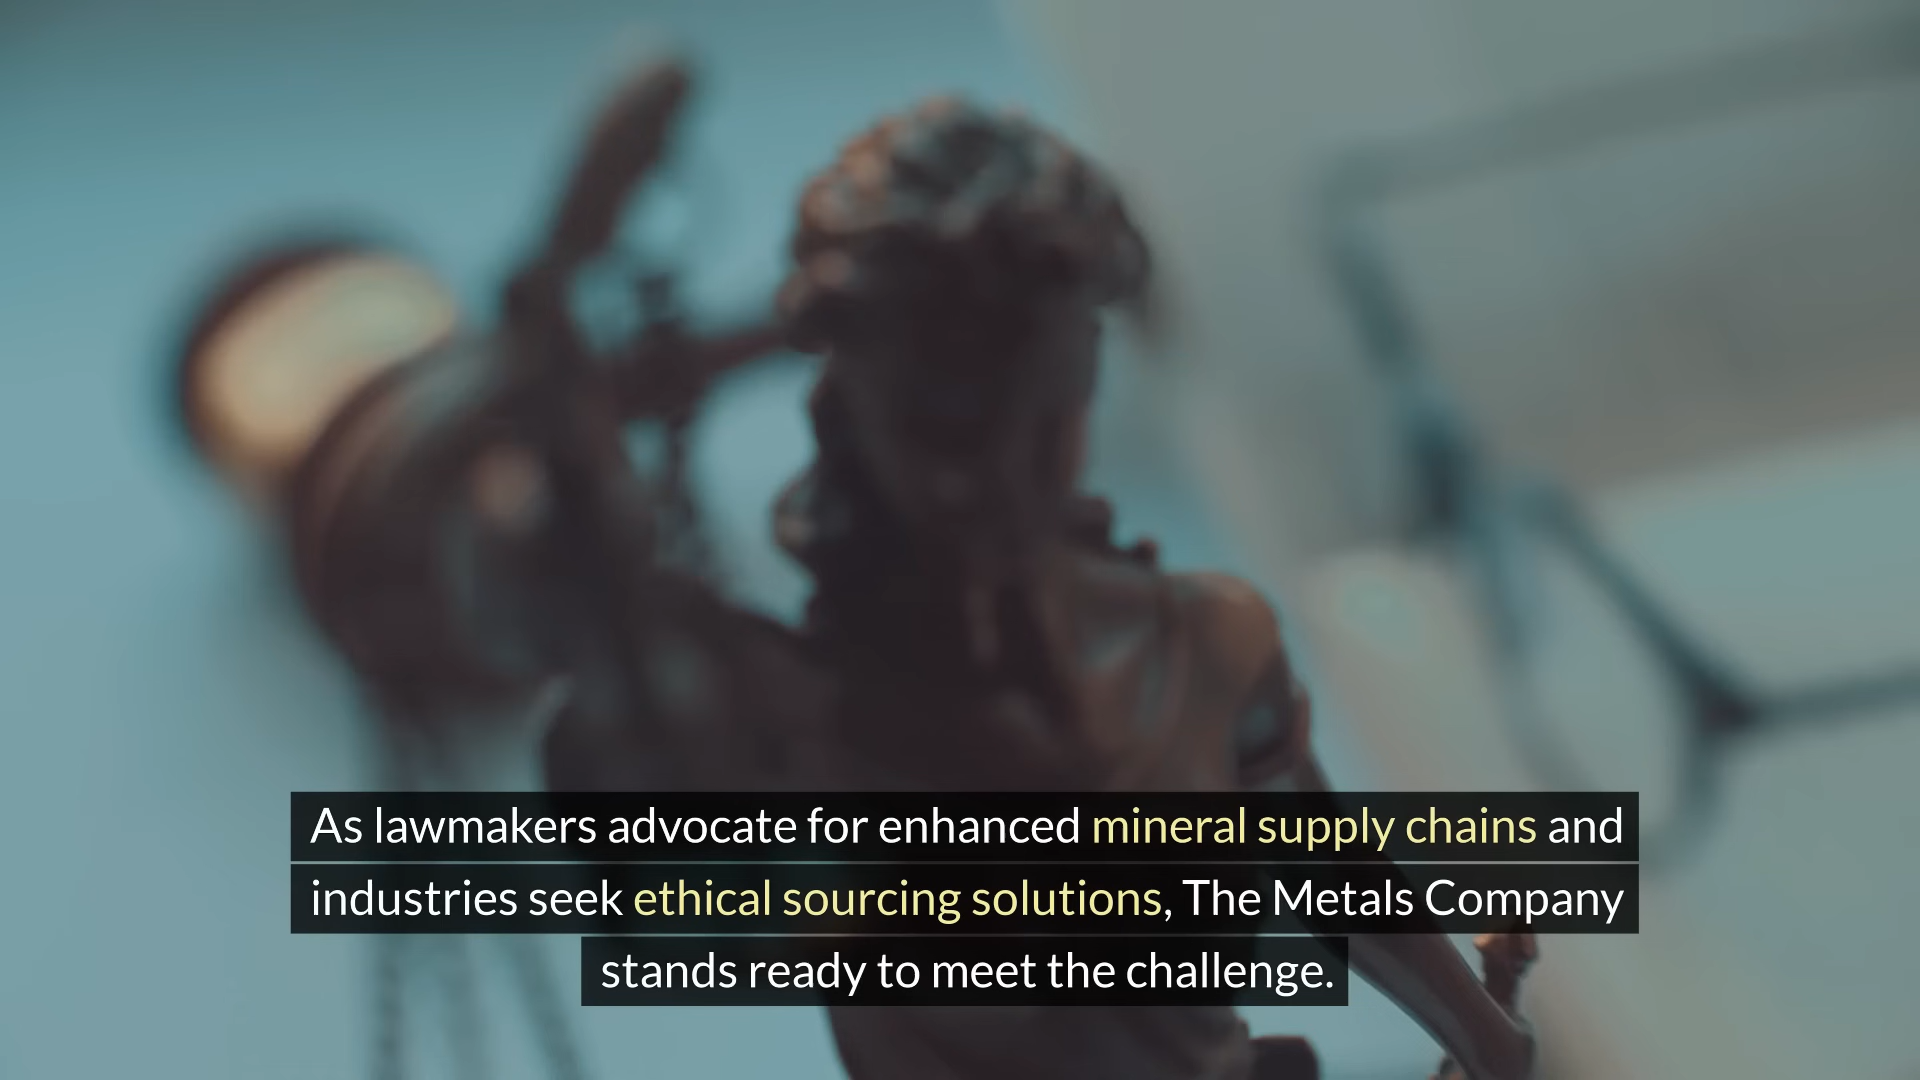 As lawmakers advocate for enhanced mineral supply chains and
industries seek ethical sourcing solutions, The Metals Company
stands ready to meet the challenge.